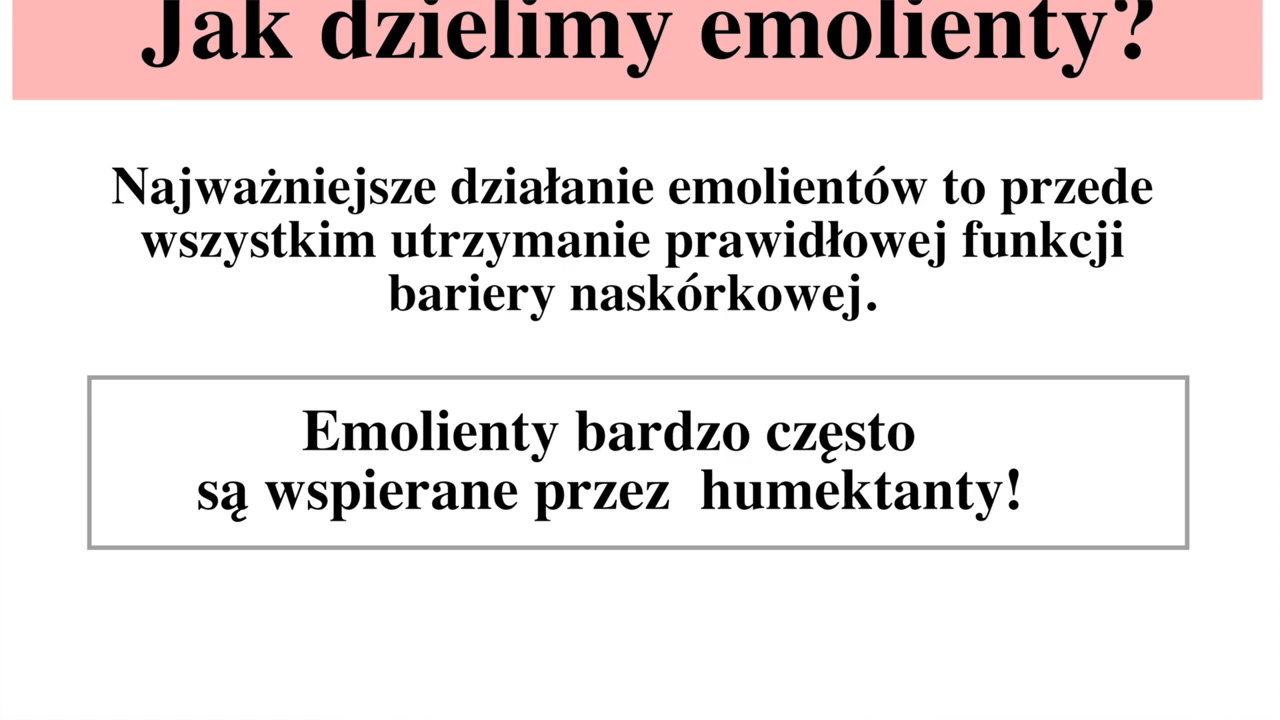 Jak dzielimy emolienty?
Najważniejsze działanie emolientów to przede
wszystkim utrzymanie prawidłowej funkcji
bariery naskórkowej.
Emolienty bardzo często
są wspierane przez  humektanty!